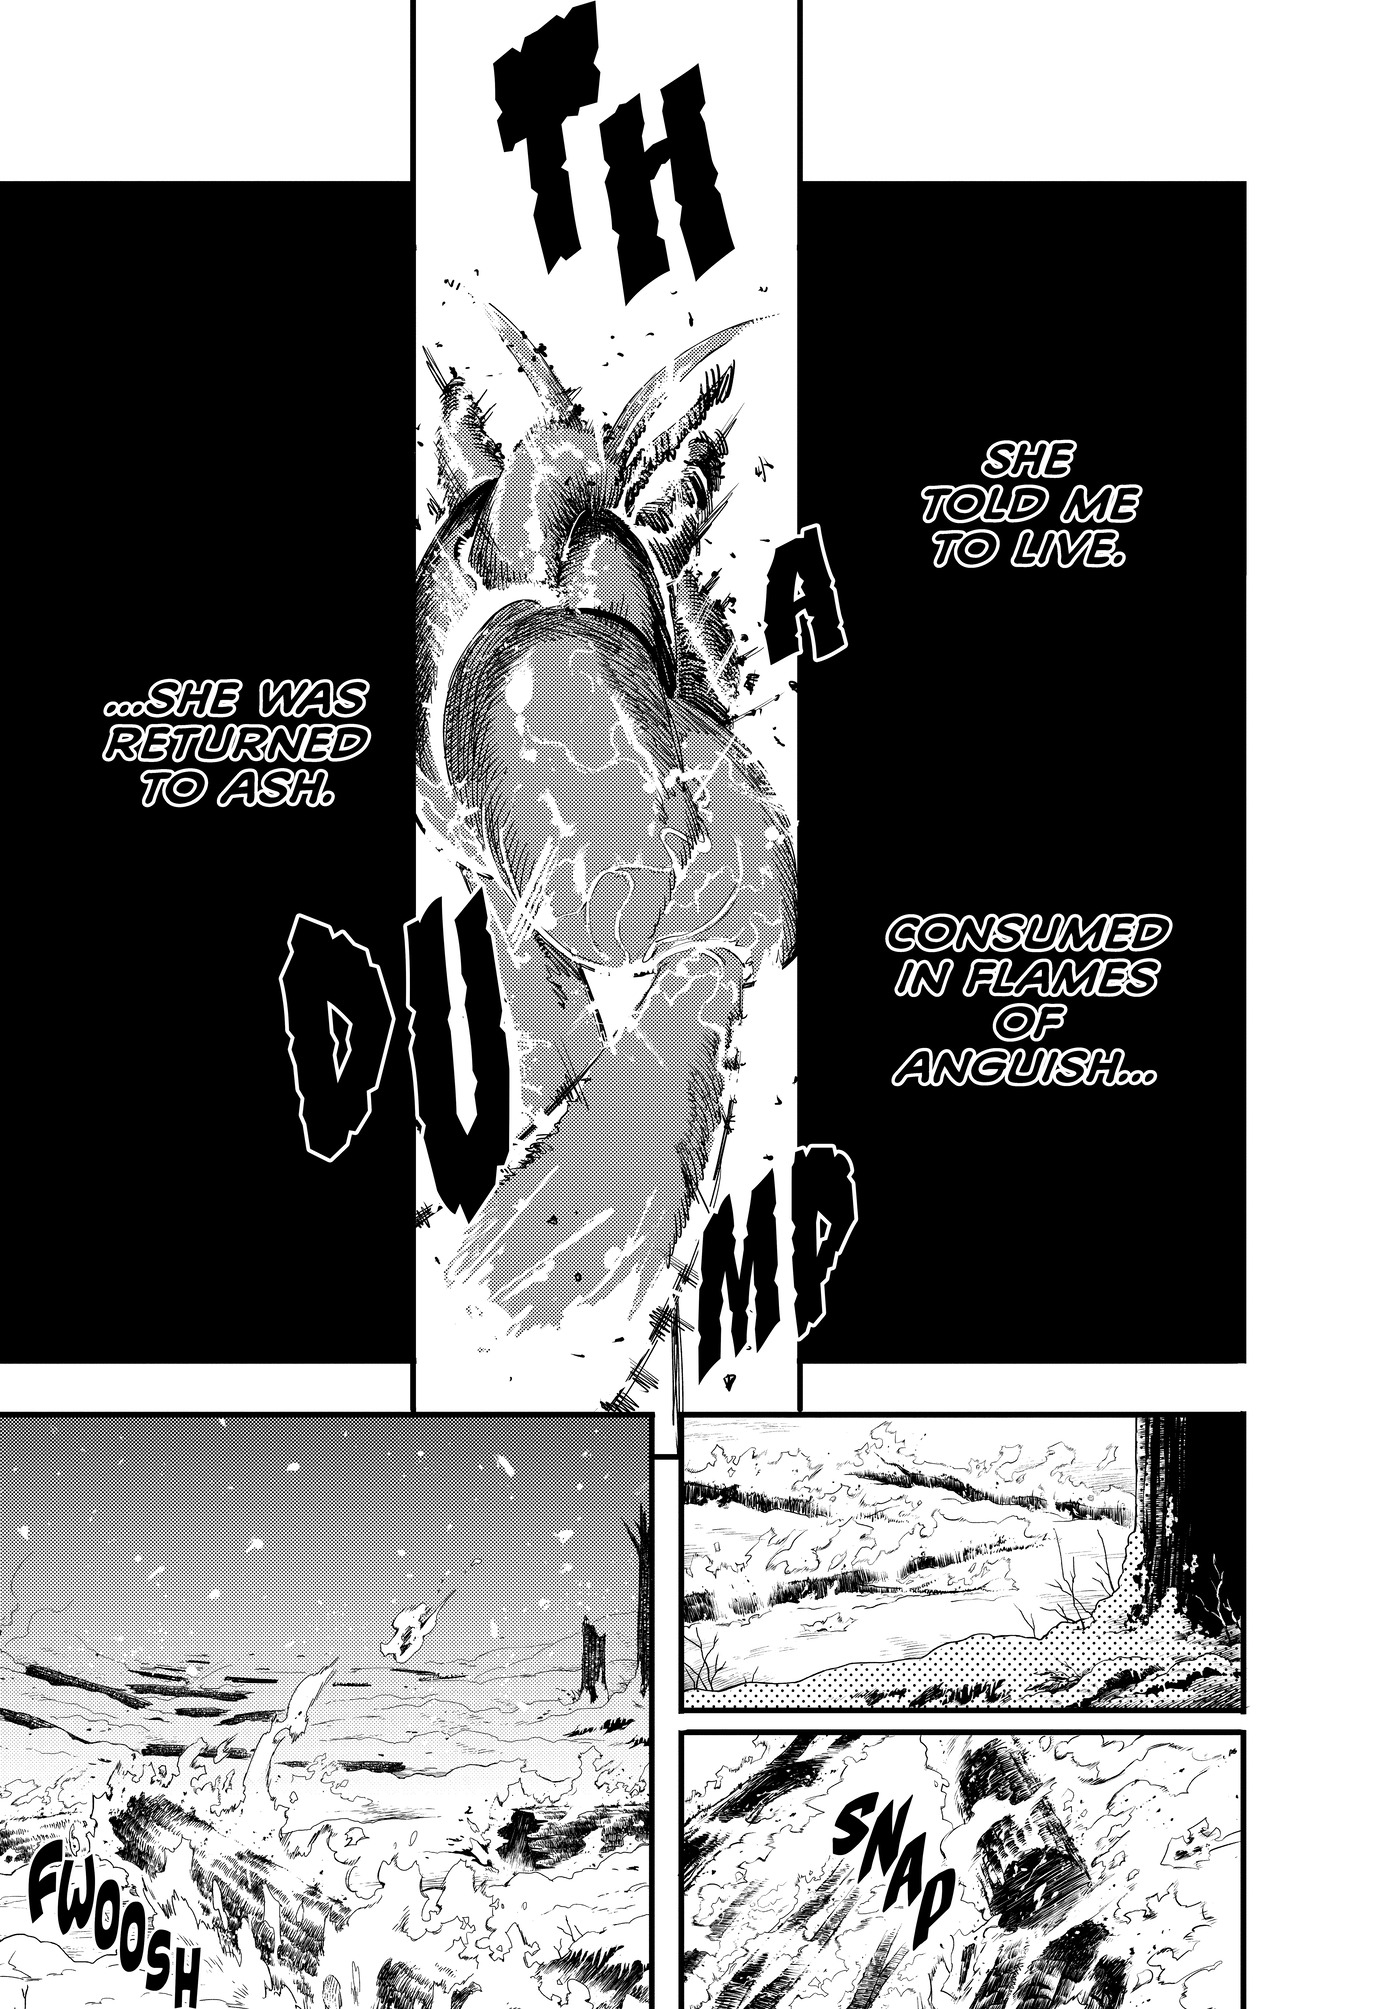 TH
SHE
TOLD ME
TO LIVE.
A
CONSUMED
IN FLAMES
OF
ANGUISH...
...SHE WAS
RETURNED
TO ASH.
DU
MP
SNAP
FWOOSH